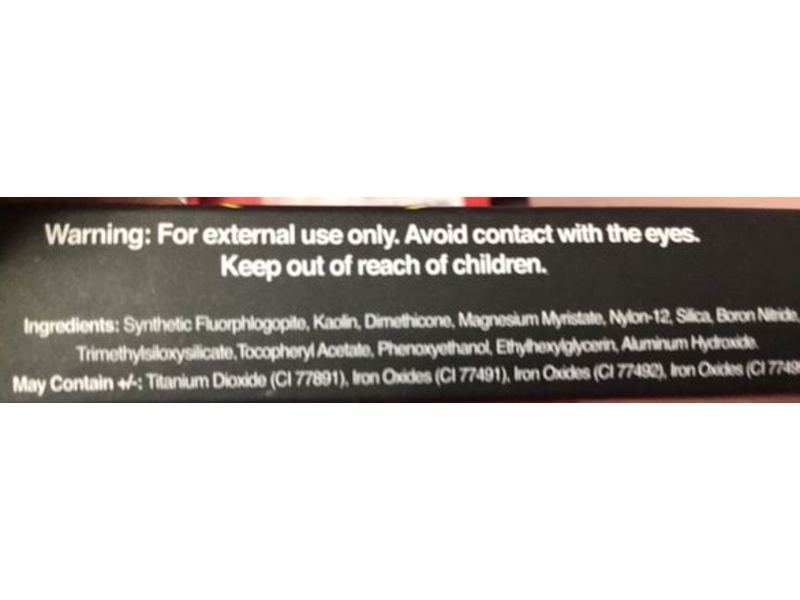 Warning: For external use only. Avoid contact with the eyes.
Keep out of reach of children.
Ingredients: Synthetic Fluorphlogopite, Kaolin, Dimethicone, Magnesium Myristate, Nylon-12, Silica, Boron Nitride,
Trimethylsiloxysilicate, Tocopheryl Acetate, Phenoxyethanol, Ethylhexylglycerin, Aluminum Hydroxide.
May Contain +/-: Titanium Dioxide (CI 77891), Iron Oxides (CI 77491), Iron Oxides (CI 77492), Iron Oxides (CI